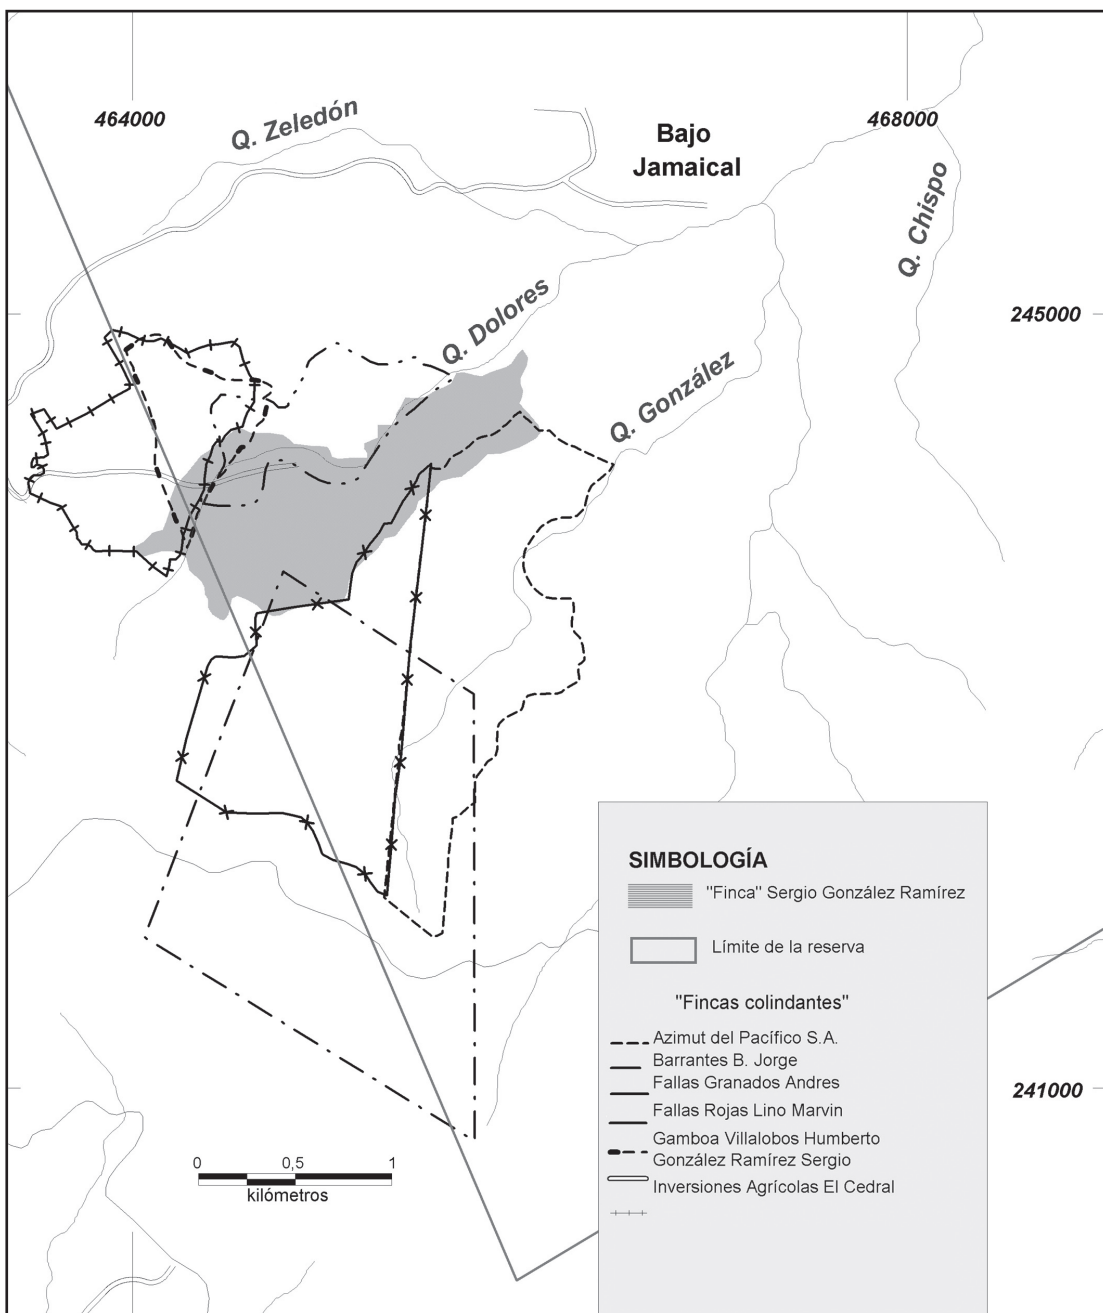 464000
468000
Q. Zeledón
Bajo
Jamaical
Q. Chispo
Q. Dolores
245000
Q. González
SIMBOLOGÍA
"Finca" Sergio González Ramírez
Límite de la reserva
"Fincas colindantes"
Azimut del Pacífico S.A.
Barrantes B. Jorge
Fallas Granados Andres
Fallas Rojas Lino Marvin
Gamboa Villalobos Humberto
González Ramírez Sergio
Inversiones Agrícolas El Cedral
241000
0 0,5 1
kilómetros